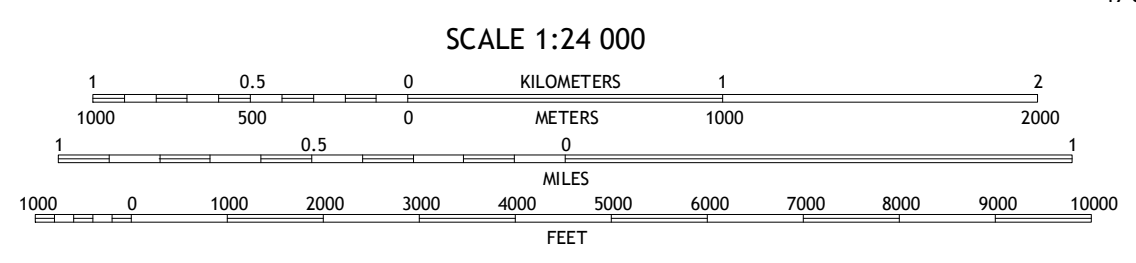 SCALE 1:24 000
1 0.5 0 KILOMETERS 1 2
1000 500 0 METERS 1000 2000
1 0.5 0 1
MILES
1000 0 1000 2000 3000 4000 5000 6000 7000 8000 9000 10000
FEET